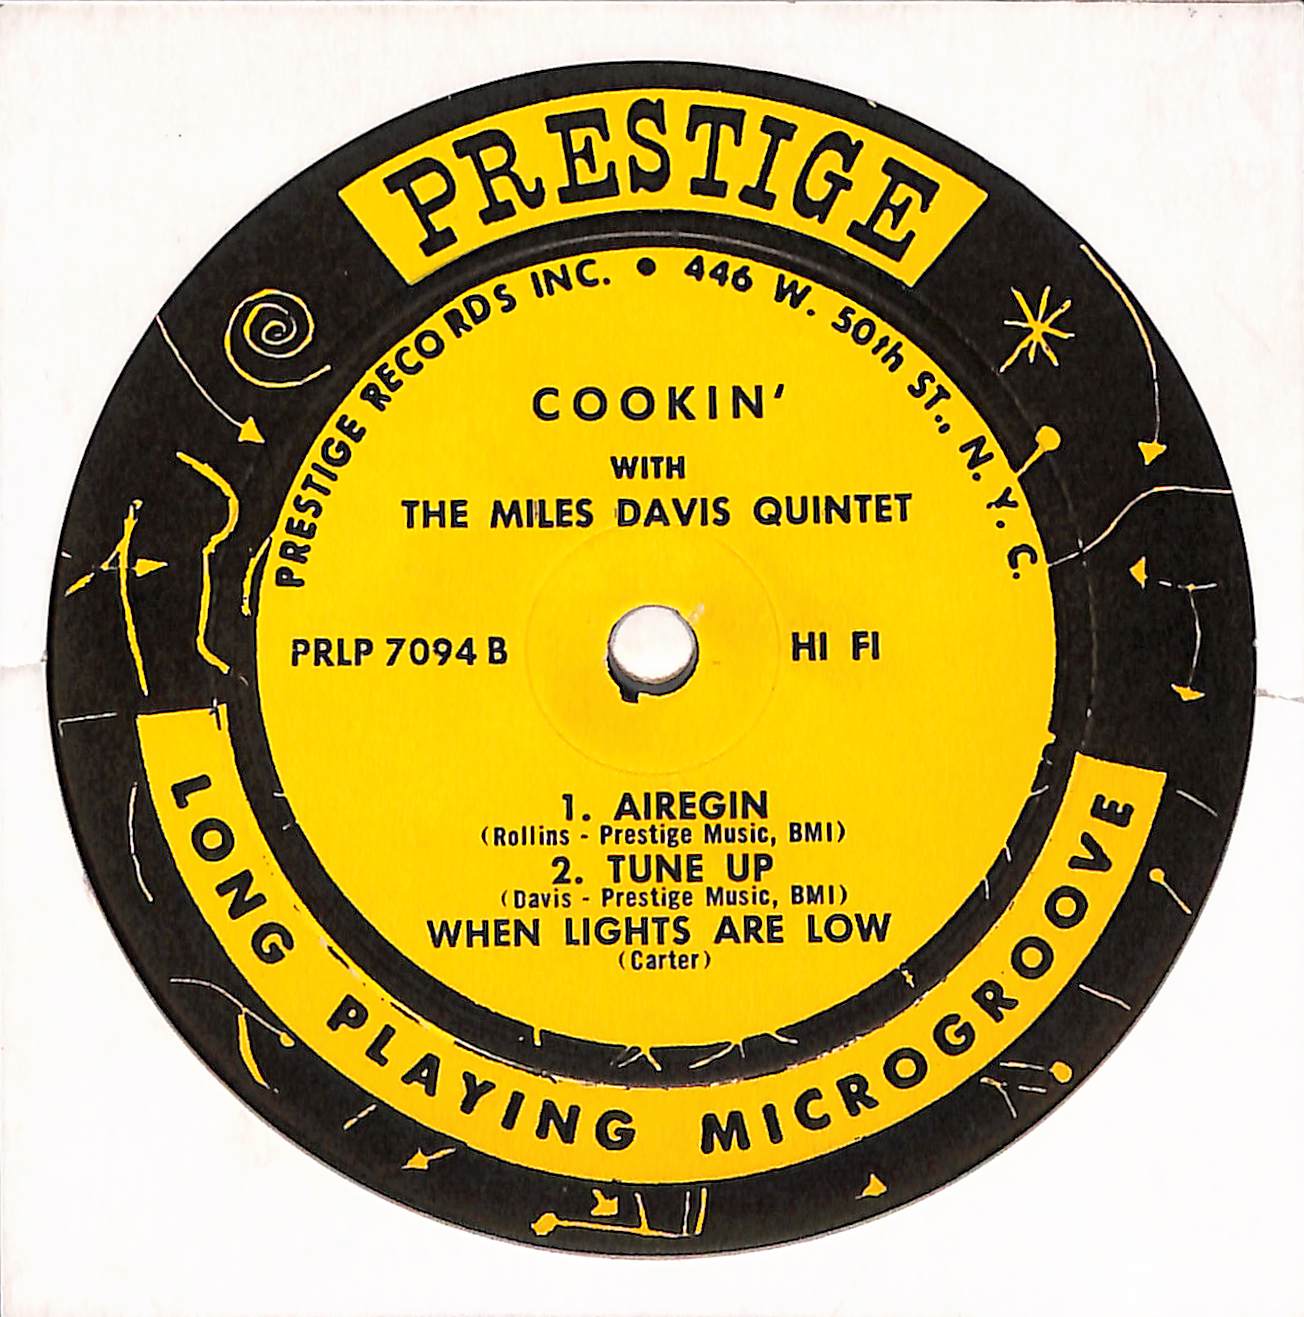 PRESTIGE
PRESTIGE RECORDS INC. • 446 W. 50th ST., N. Y. C.
COOKIN'
WITH
THE MILES DAVIS QUINTET
PRLP 7094 B
HI FI
1. AIREGIN
(Rollins - Prestige Music, BMI)
2. TUNE UP
(Davis - Prestige Music, BMI)
WHEN LIGHTS ARE LOW
(Carter)
LONG PLAYING MICROGROOVE